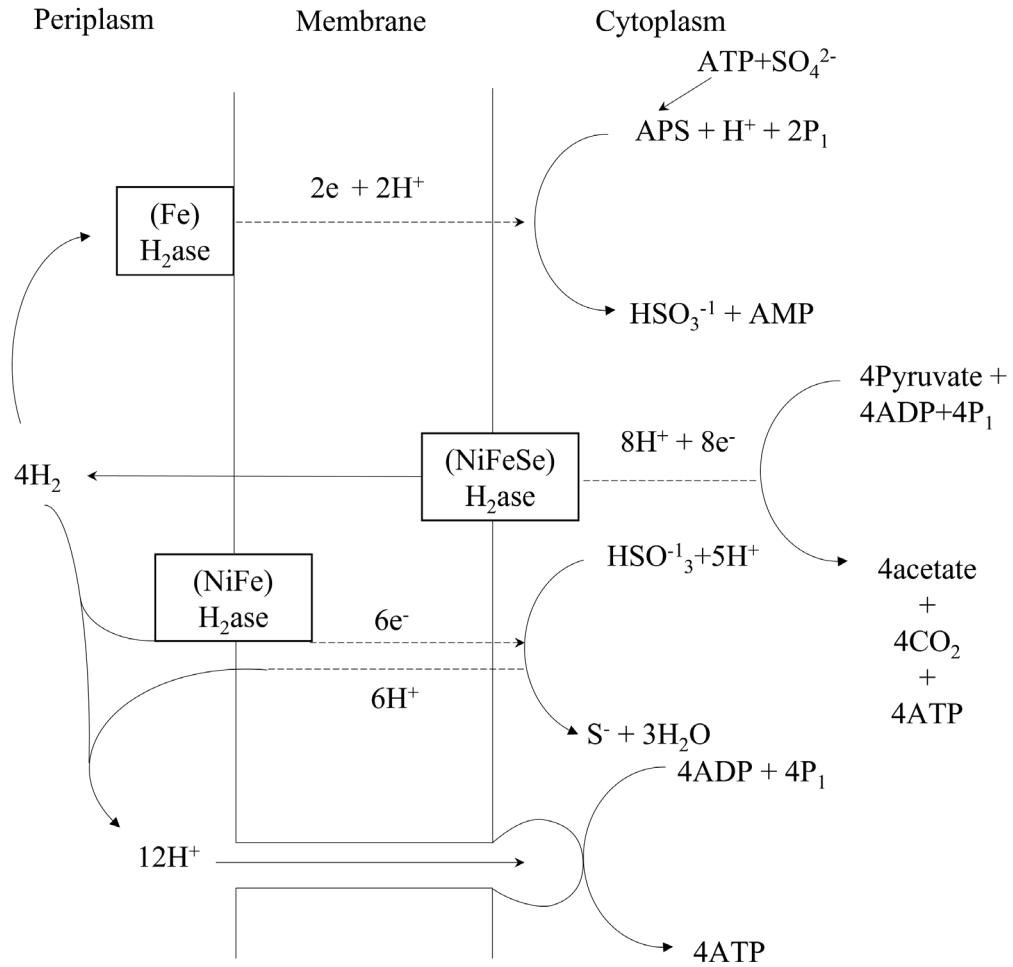 Periplasm Membrane Cytoplasm
ATP+SO₄²⁻
APS + H⁺ + 2P₁
2e + 2H⁺
(Fe)
H₂ase
HSO₃⁻¹ + AMP
4Pyruvate +
4ADP+4P₁
8H⁺ + 8e⁻
(NiFeSe)
H₂ase
4H₂
HSO⁻¹₃+5H⁺
4acetate
+
4CO₂
+
4ATP
(NiFe)
H₂ase
6e⁻
6H⁺
S⁻ + 3H₂O
4ADP + 4P₁
12H⁺
4ATP